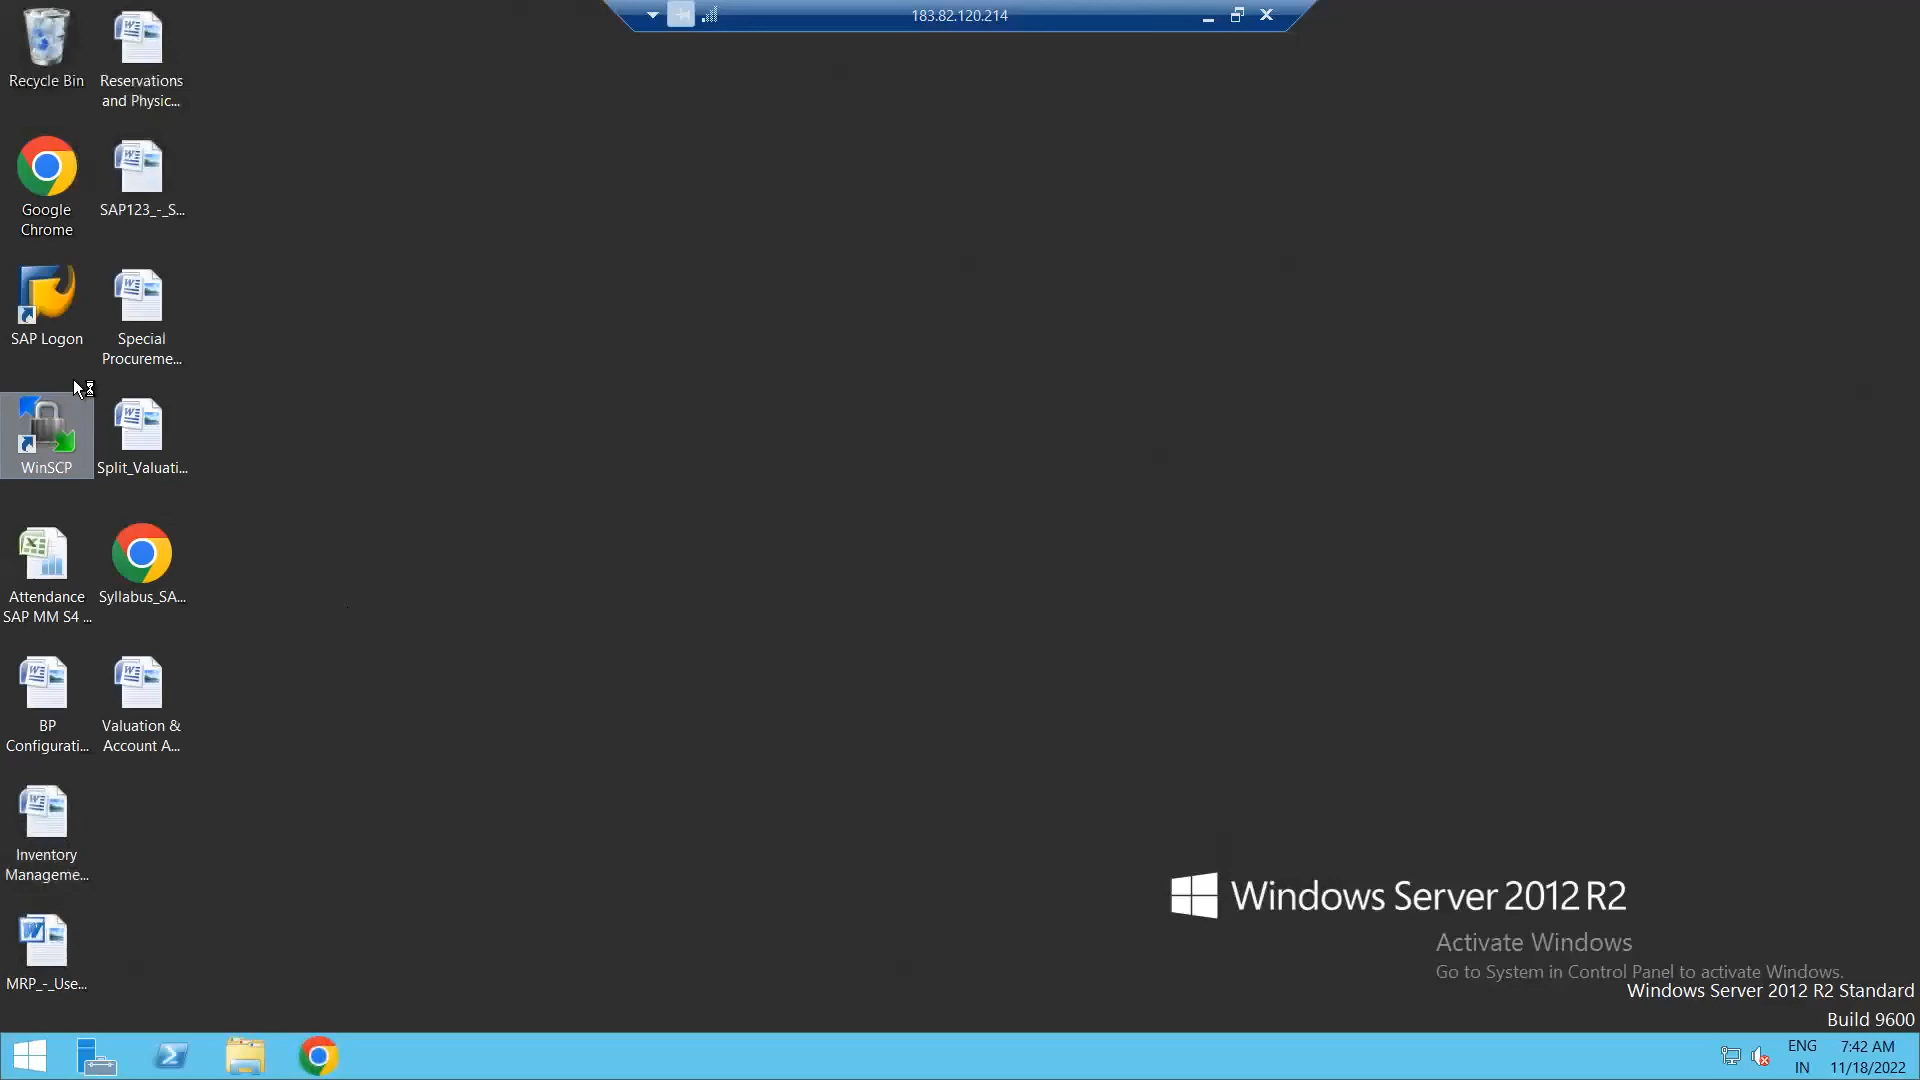 183.82.120.214
Recycle Bin
Reservations
and Physic...
Google
Chrome
SAP123_-_S...
SAP Logon
Special
Procureme...
WinSCP
Split_Valuati...
Attendance
SAP MM S4 ...
Syllabus_SA...
BP
Configurati...
Valuation &
Account A...
Inventory
Manageme...
MRP_-_Use...
Windows Server 2012 R2
Activate Windows
Go to System in Control Panel to activate Windows.
Windows Server 2012 R2 Standard
Build 9600
ENG
IN
7:42 AM
11/18/2022